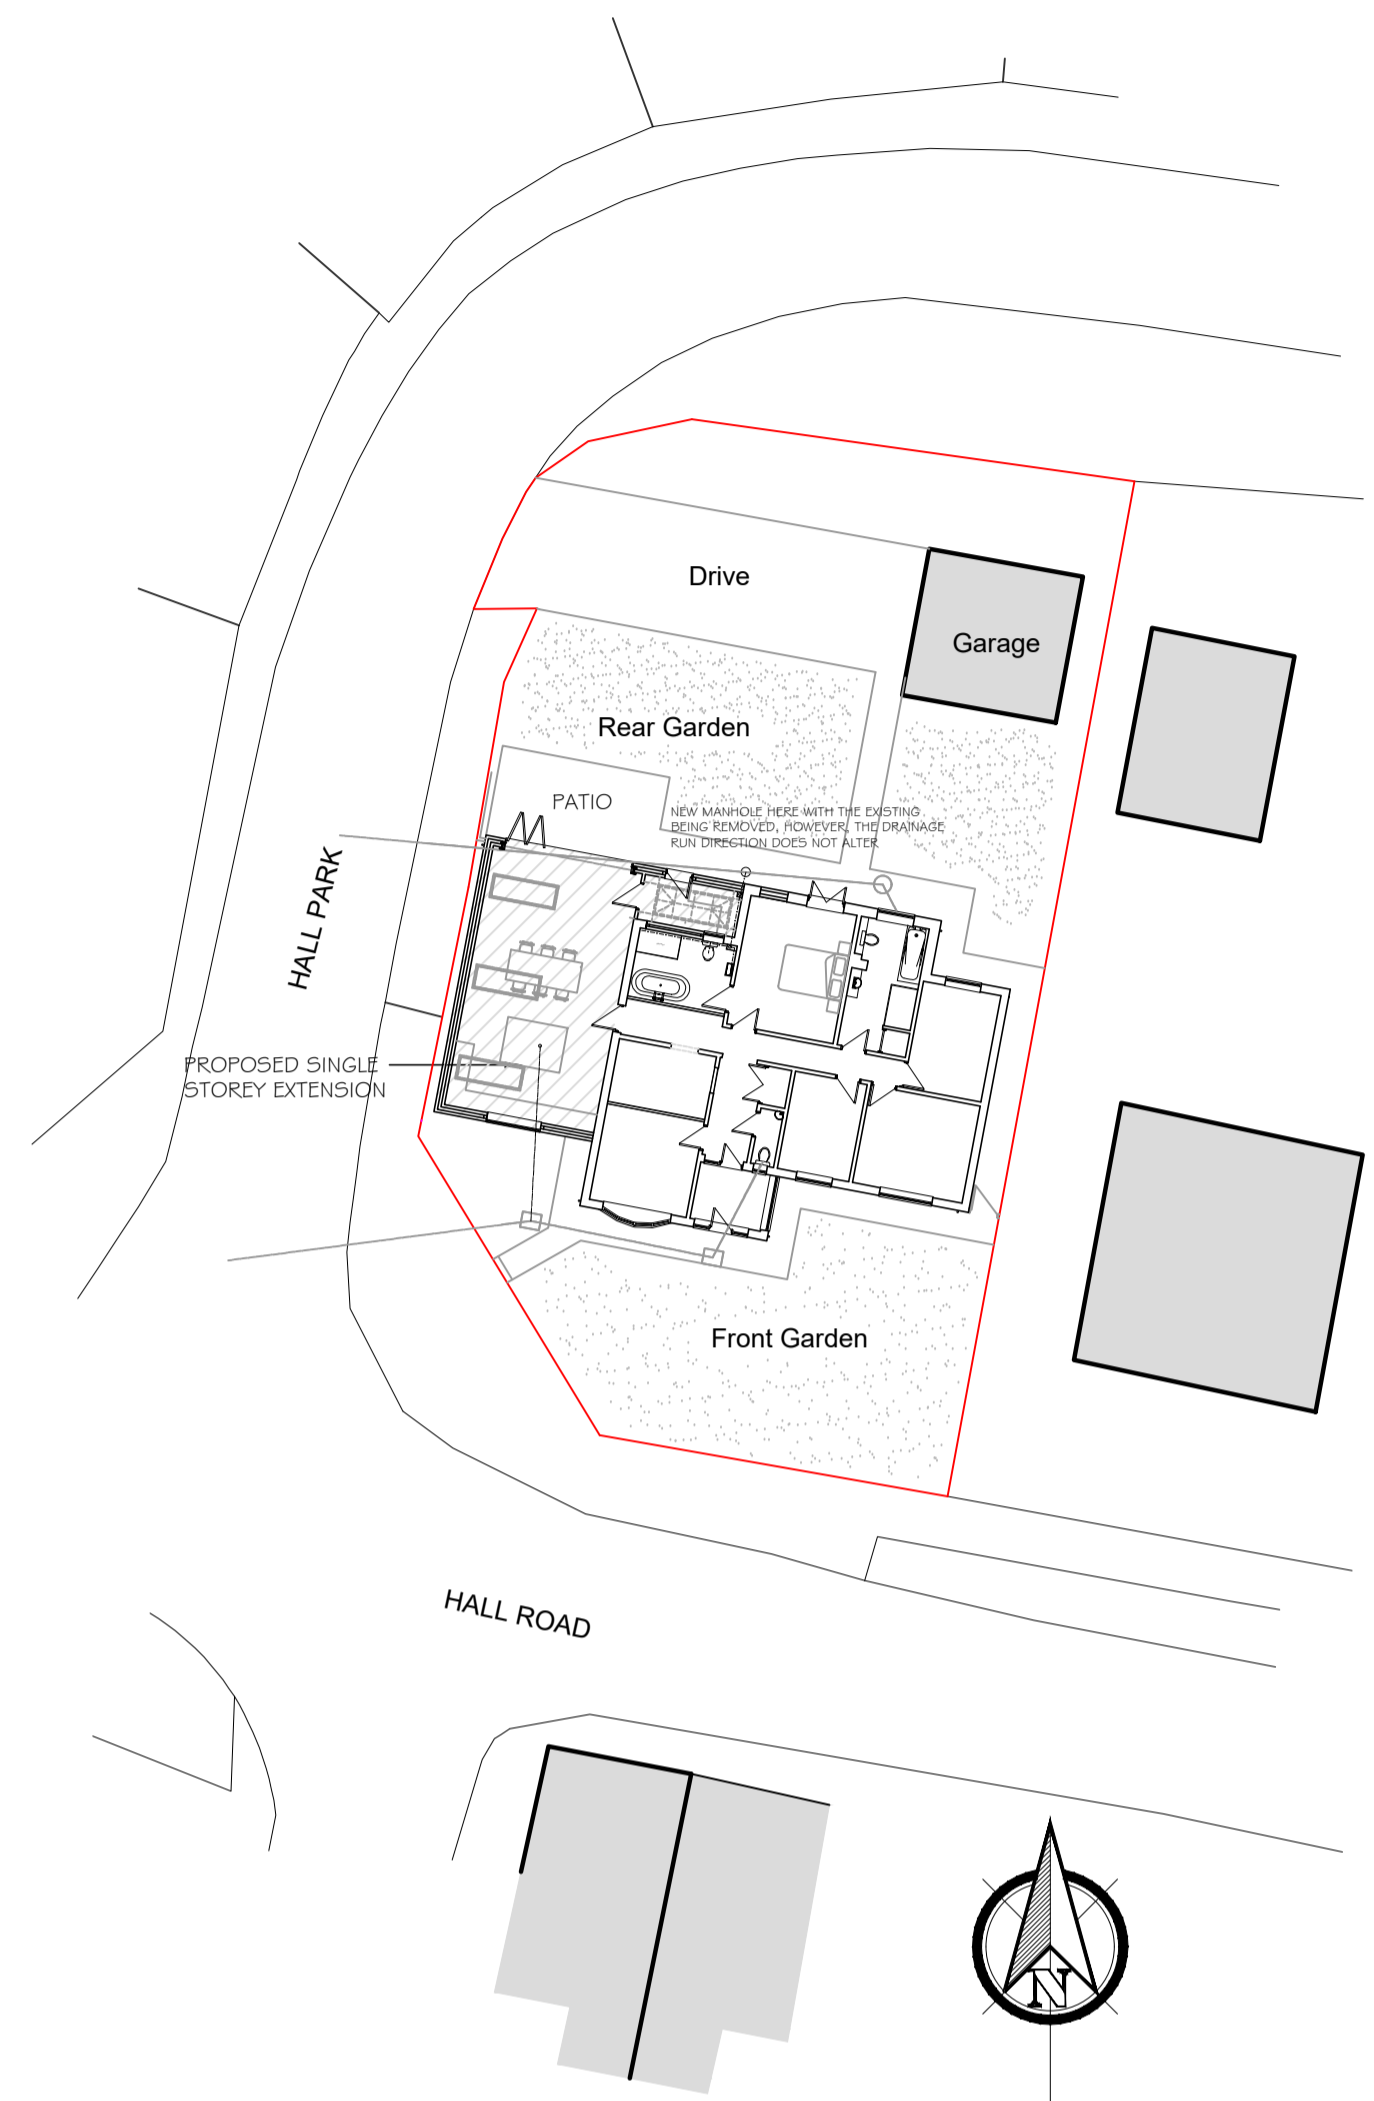 Drive
Garage
Rear Garden
PATIO
NEW MANHOLE HERE WITH THE EXISTING
BEING REMOVED, HOWEVER, THE DRAINAGE
RUN DIRECTION DOES NOT ALTER
HALL PARK
PROPOSED SINGLE
STOREY EXTENSION
Front Garden
HALL ROAD
N